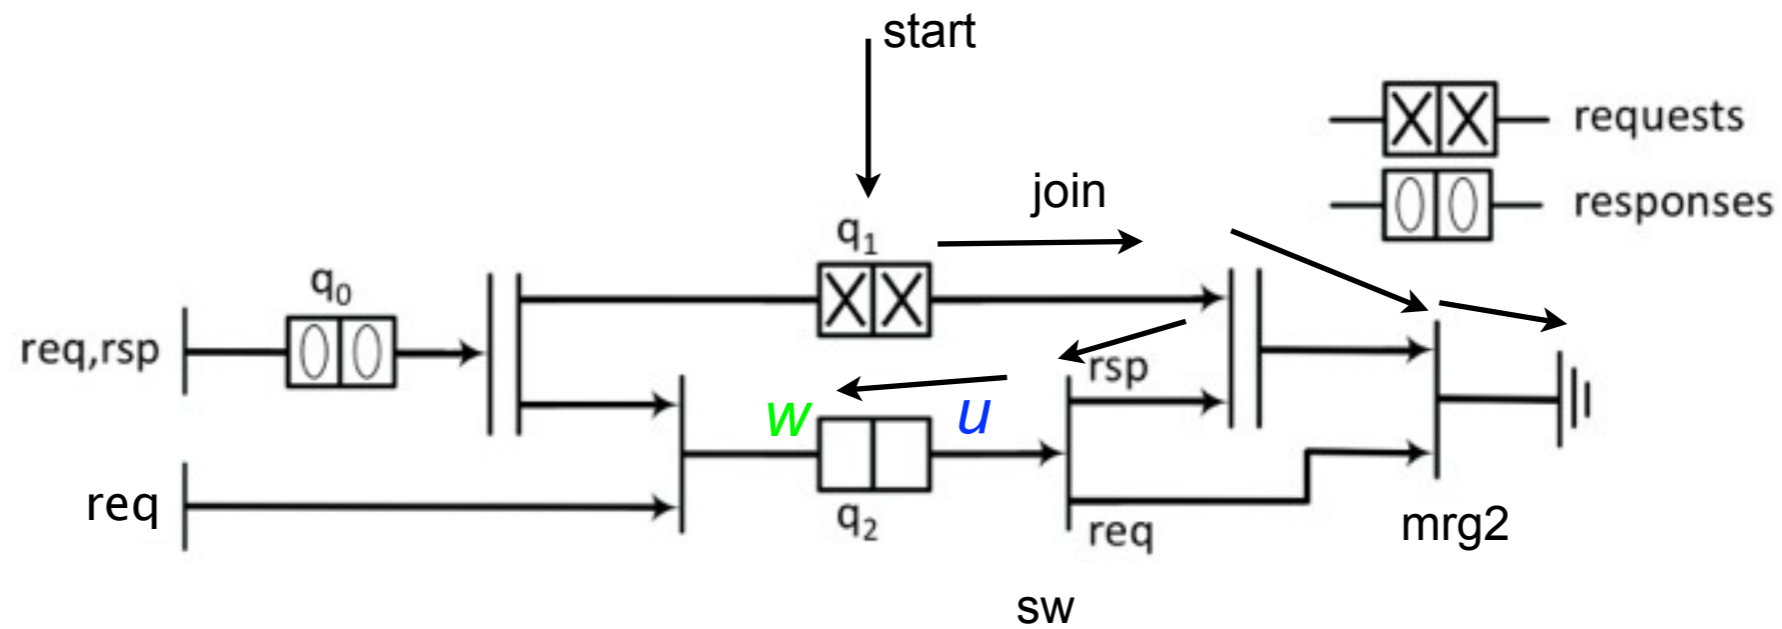 start
requests
join
responses
q₁
q₀
req,rsp
rsp
w
u
req
q₂
req
mrg2
sw